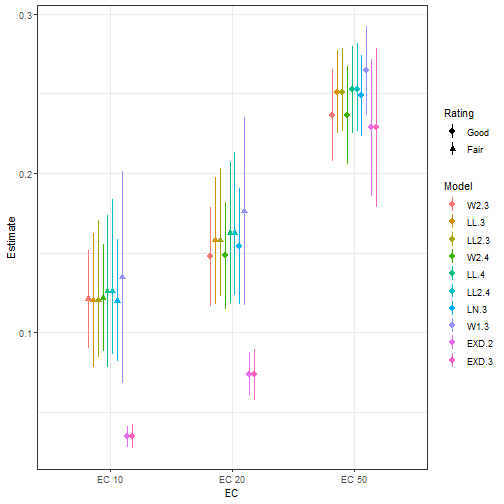 0.3
0.2
0.1
Estimate
EC 10
EC 20
EC 50
EC
Rating
Good
Fair
Model
W2.3
LL.3
LL2.3
W2.4
LL.4
LL2.4
LN.3
W1.3
EXD.2
EXD.3